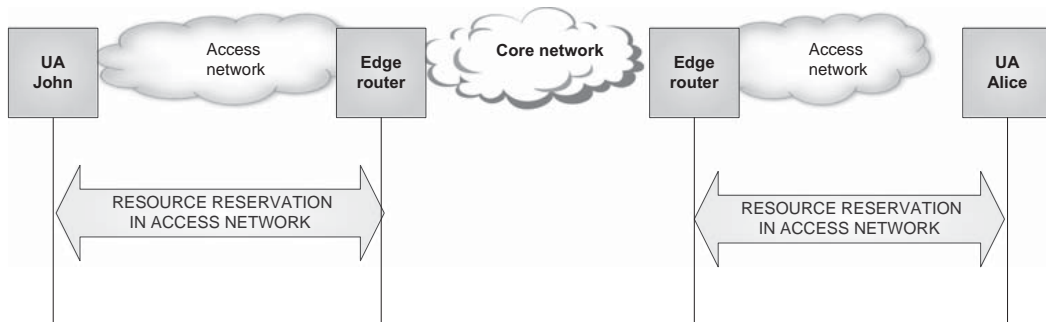 UA
John
Access
network
Edge
router
Core network
Edge
router
Access
network
UA
Alice
RESOURCE RESERVATION
IN ACCESS NETWORK
RESOURCE RESERVATION
IN ACCESS NETWORK